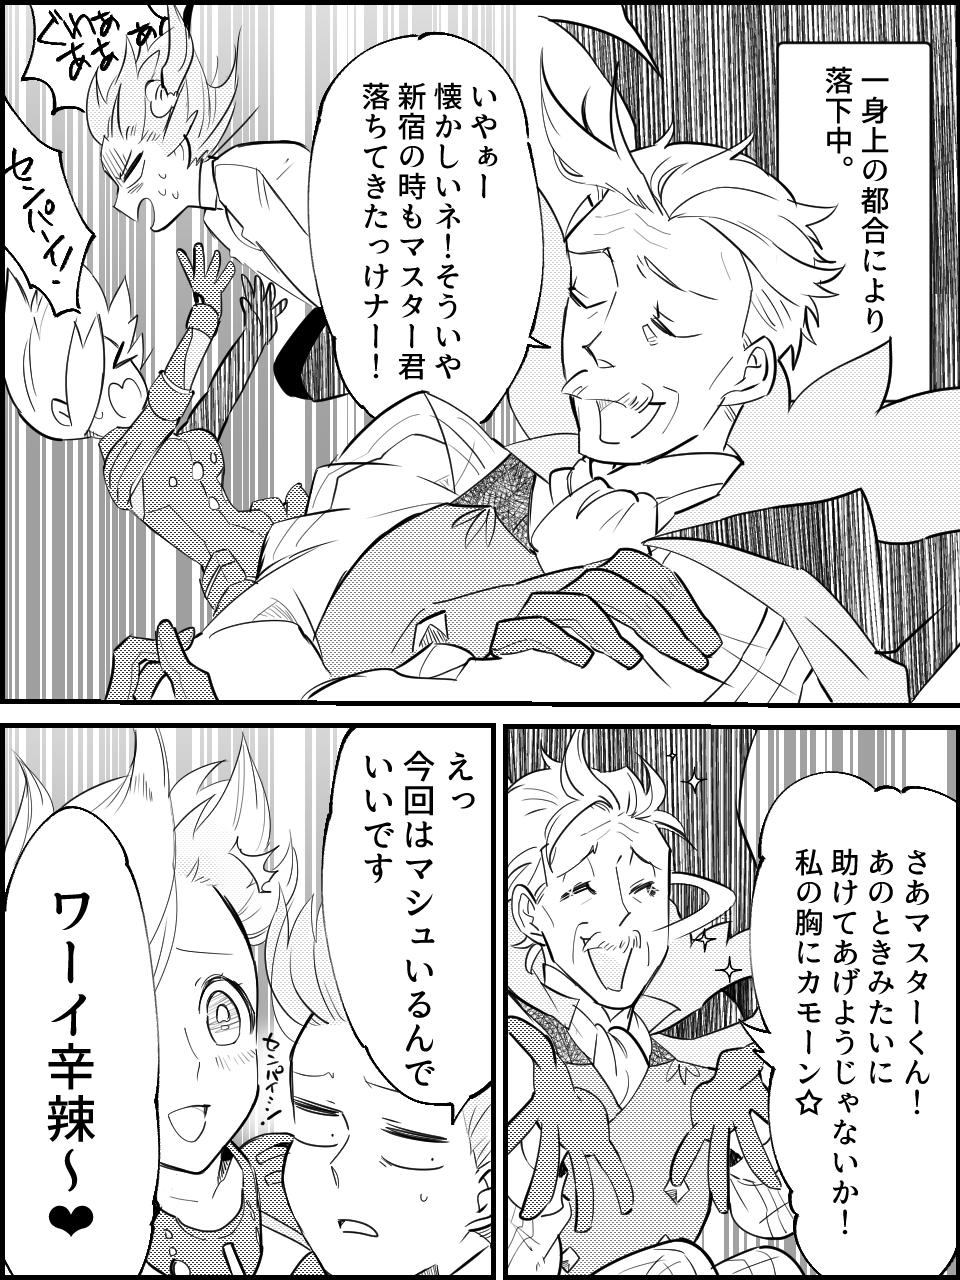 一身上の都合により
落下中。
いやぁー
懐かしいネ!そういや
新宿の時もマスター君
落ちてきたっけナー!
ぐわぁぁ
ああぁ
センパーイ!
さあマスターくん!
あのときみたいに
助けてあげようじゃないか!
私の胸にカモーン☆
えっ
今回はマシュいるんで
いいです
センパイ…!
ワーイ辛辣～❤